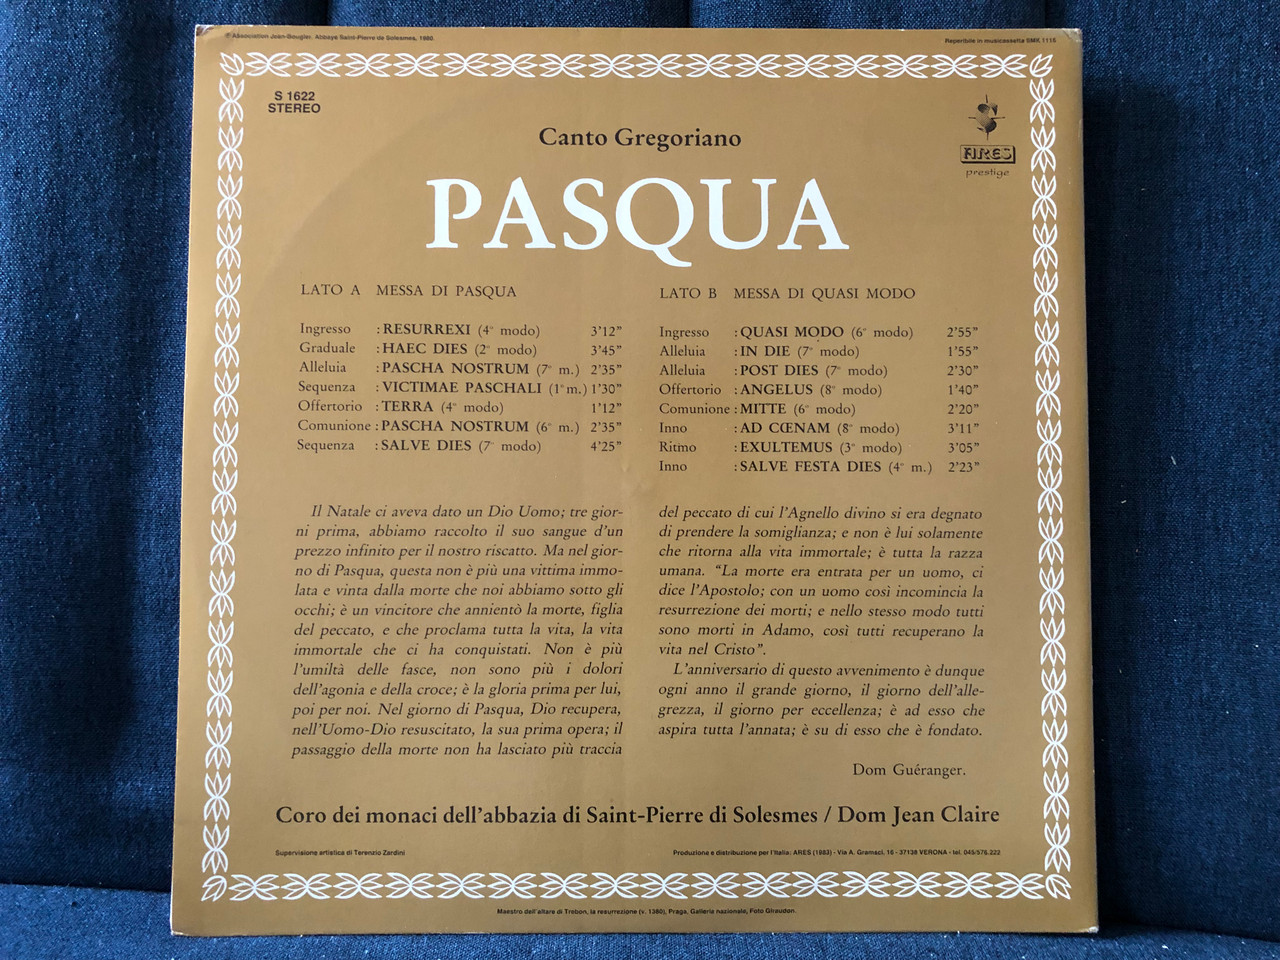 ℗ Association Jean-Bougler, Abbaye Saint-Pierre de Solesmes, 1980.
Reperibile in musicassetta SMK 1115
S 1622
STEREO
ARES
prestige
Canto Gregoriano
PASQUA
LATO A MESSA DI PASQUA
Ingresso : RESURREXI (4° modo) 3'12"
Graduale : HAEC DIES (2° modo) 3'45"
Alleluia : PASCHA NOSTRUM (7° m.) 2'35"
Sequenza : VICTIMAE PASCHALI (1° m.) 1'30"
Offertorio : TERRA (4° modo) 1'12"
Comunione : PASCHA NOSTRUM (6° m.) 2'35"
Sequenza : SALVE DIES (7° modo) 4'25"
LATO B MESSA DI QUASI MODO
Ingresso : QUASI MODO (6° modo) 2'55"
Alleluia : IN DIE (7° modo) 1'55"
Alleluia : POST DIES (7° modo) 2'30"
Offertorio : ANGELUS (8° modo) 1'40"
Comunione : MITTE (6° modo) 2'20"
Inno : AD CŒNAM (8° modo) 3'11"
Ritmo : EXULTEMUS (3° modo) 3'05"
Inno : SALVE FESTA DIES (4° m.) 2'23"
Il Natale ci aveva dato un Dio Uomo; tre gior-
ni prima, abbiamo raccolto il suo sangue d'un
prezzo infinito per il nostro riscatto. Ma nel gior-
no di Pasqua, questa non è più una vittima immo-
lata e vinta dalla morte che noi abbiamo sotto gli
occhi; è un vincitore che annientò la morte, figlia
del peccato, e che proclama tutta la vita, la vita
immortale che ci ha conquistati. Non è più
l'umiltà delle fasce, non sono più i dolori
dell'agonia e della croce; è la gloria prima per lui,
poi per noi. Nel giorno di Pasqua, Dio recupera,
nell'Uomo-Dio resuscitato, la sua prima opera; il
passaggio della morte non ha lasciato più traccia
del peccato di cui l'Agnello divino si era degnato
di prendere la somiglianza; e non è lui solamente
che ritorna alla vita immortale; è tutta la razza
umana. "La morte era entrata per un uomo, ci
dice l'Apostolo; con un uomo così incomincia la
resurrezione dei morti; e nello stesso modo tutti
sono morti in Adamo, così tutti recuperano la
vita nel Cristo".
L'anniversario di questo avvenimento è dunque
ogni anno il grande giorno, il giorno dell'alle-
grezza, il giorno per eccellenza; è ad esso che
aspira tutta l'annata; è su di esso che è fondato.
Dom Guéranger.
Coro dei monaci dell'abbazia di Saint-Pierre di Solesmes / Dom Jean Claire
Supervisione artistica di Terenzio Zardini
Produzione e distribuzione per l'Italia: ARES (1983) - Via A. Gramsci, 16 - 37138 VERONA - tel. 045/576.222
Maestro dell'altare di Trebon, la resurrezione (v. 1380), Praga, Galleria nazionale, Foto Giraudon.